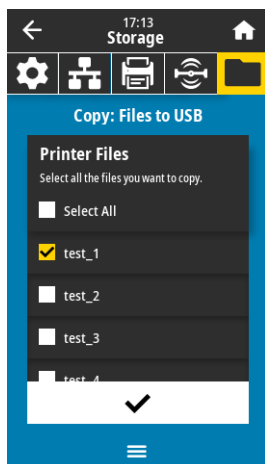 17:13
Storage
Copy: Files to USB
Printer Files
Select all the files you want to copy.
Select All
test_1
test_2
test_3
test_4